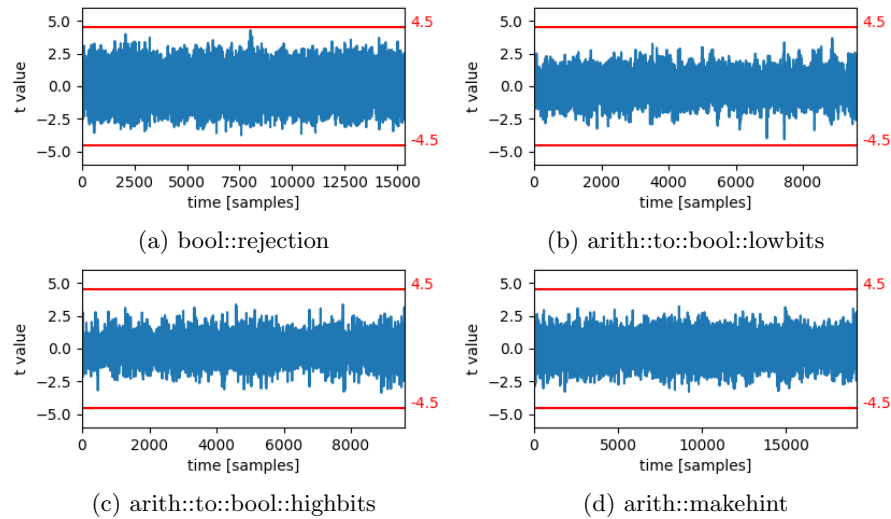 5.0
2.5
0.0
−2.5
−5.0
t value
4.5
-4.5
0 2500 5000 7500 10000 12500 15000
time [samples]
(a) bool::rejection
5.0
2.5
0.0
−2.5
−5.0
t value
4.5
-4.5
0 2000 4000 6000 8000
time [samples]
(b) arith::to::bool::lowbits
5.0
2.5
0.0
−2.5
−5.0
t value
4.5
-4.5
0 2000 4000 6000 8000
time [samples]
(c) arith::to::bool::highbits
5.0
2.5
0.0
−2.5
−5.0
t value
4.5
-4.5
0 5000 10000 15000
time [samples]
(d) arith::makehint